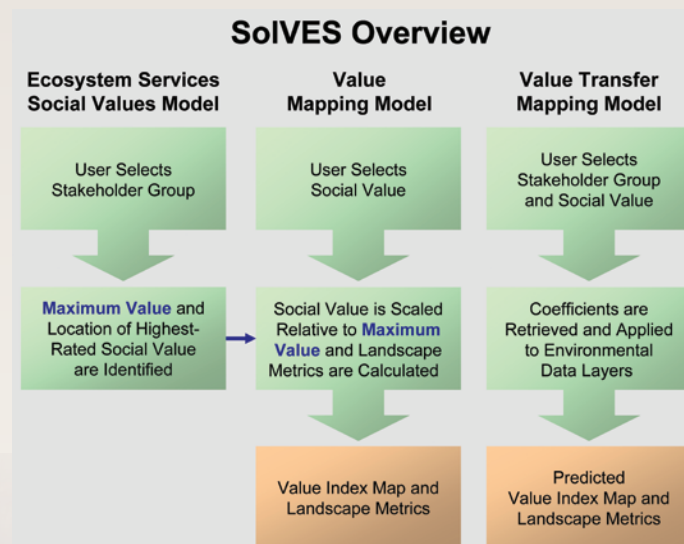 SolVES Overview
Ecosystem Services
Social Values Model
User Selects
Stakeholder Group
Maximum Value and
Location of Highest-
Rated Social Value
are Identified
Value
Mapping Model
User Selects
Social Value
Social Value is Scaled
Relative to Maximum
Value and Landscape
Metrics are Calculated
Value Index Map and
Landscape Metrics
Value Transfer
Mapping Model
User Selects
Stakeholder Group
and Social Value
Coefficients are
Retrieved and Applied
to Environmental
Data Layers
Predicted
Value Index Map and
Landscape Metrics